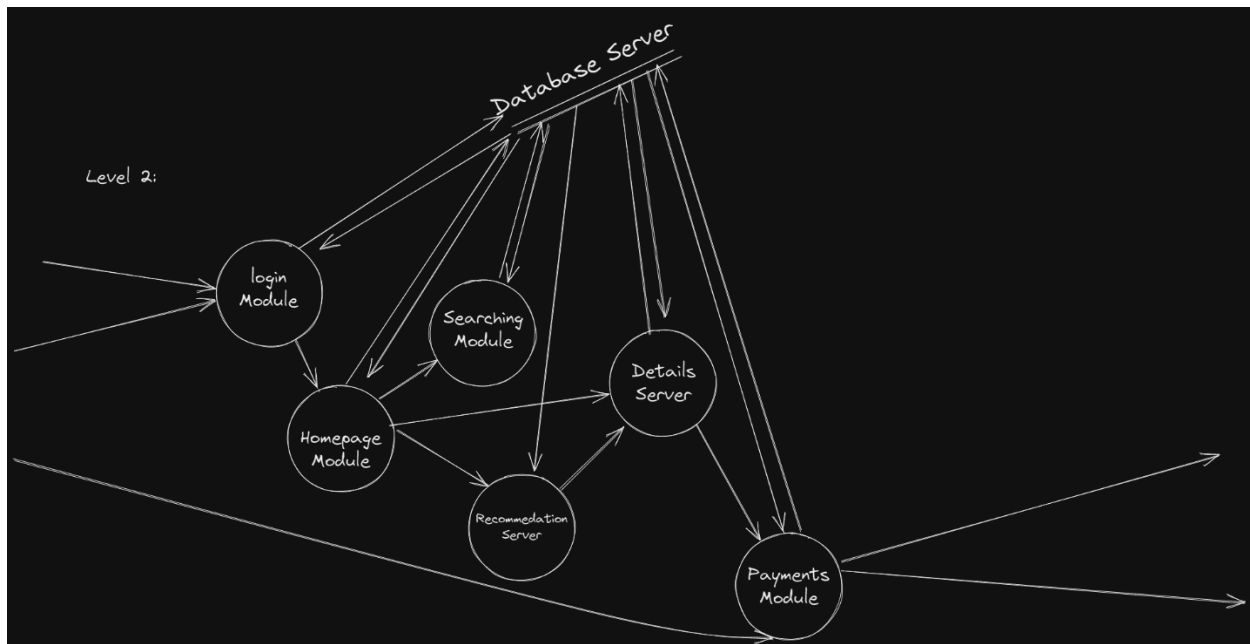 Database Server
Level 2:
login
Module
Searching
Module
Details
Server
Homepage
Module
Recommedation
Server
Payments
Module